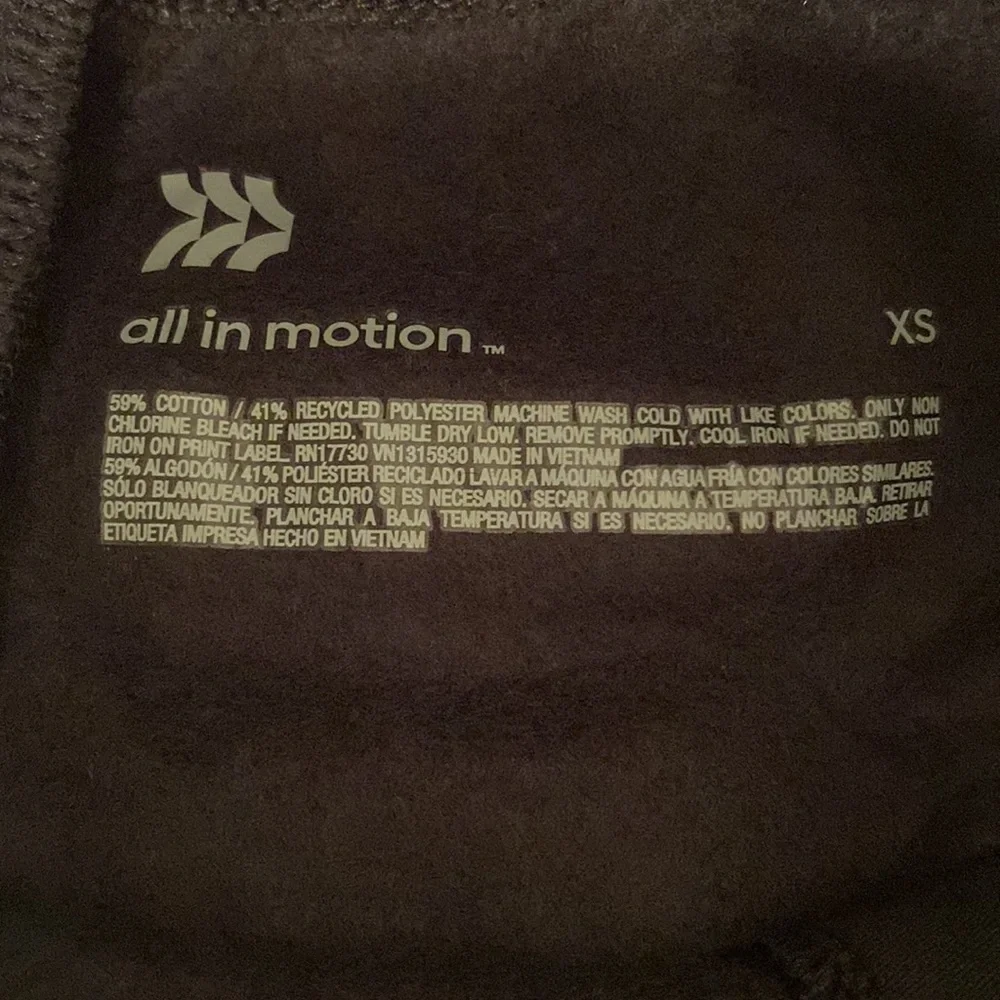 all in motion™
XS
59% COTTON / 41% RECYCLED POLYESTER MACHINE WASH COLD WITH LIKE COLORS. ONLY NON
CHLORINE BLEACH IF NEEDED. TUMBLE DRY LOW. REMOVE PROMPTLY. COOL IRON IF NEEDED. DO NOT
IRON ON PRINT LABEL. RN17730 VN1315930 MADE IN VIETNAM
59% ALGODÓN / 41% POLIÉSTER RECICLADO LAVAR A MÁQUINA CON AGUA FRÍA CON COLORES SIMILARES.
SÓLO BLANQUEADOR SIN CLORO SI ES NECESARIO. SECAR A MÁQUINA A TEMPERATURA BAJA. RETIRAR
OPORTUNAMENTE. PLANCHAR A BAJA TEMPERATURA SI ES NECESARIO. NO PLANCHAR SOBRE LA
ETIQUETA IMPRESA HECHO EN VIETNAM